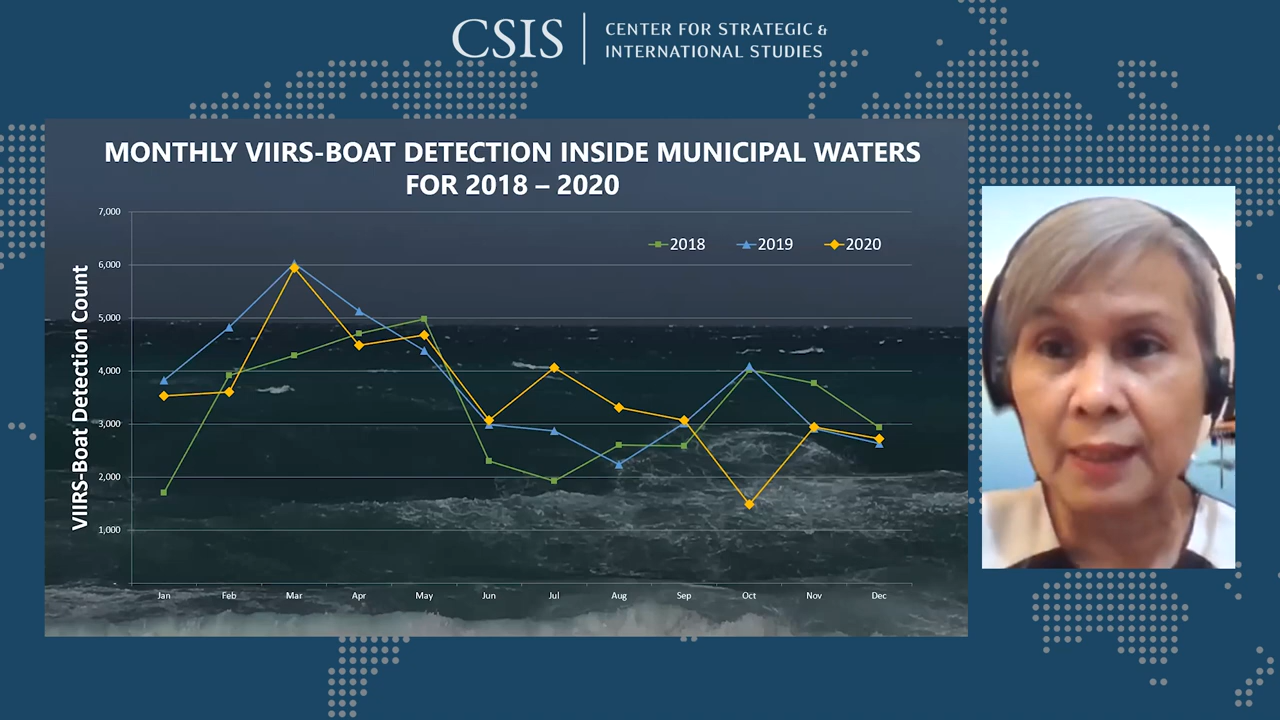 CSIS
CENTER FOR STRATEGIC &
INTERNATIONAL STUDIES
MONTHLY VIIRS-BOAT DETECTION INSIDE MUNICIPAL WATERS
FOR 2018 – 2020
2018
2019
2020
VIIRS-Boat Detection Count
7,000
6,000
5,000
4,000
3,000
2,000
1,000
-
Jan
Feb
Mar
Apr
May
Jun
Jul
Aug
Sep
Oct
Nov
Dec